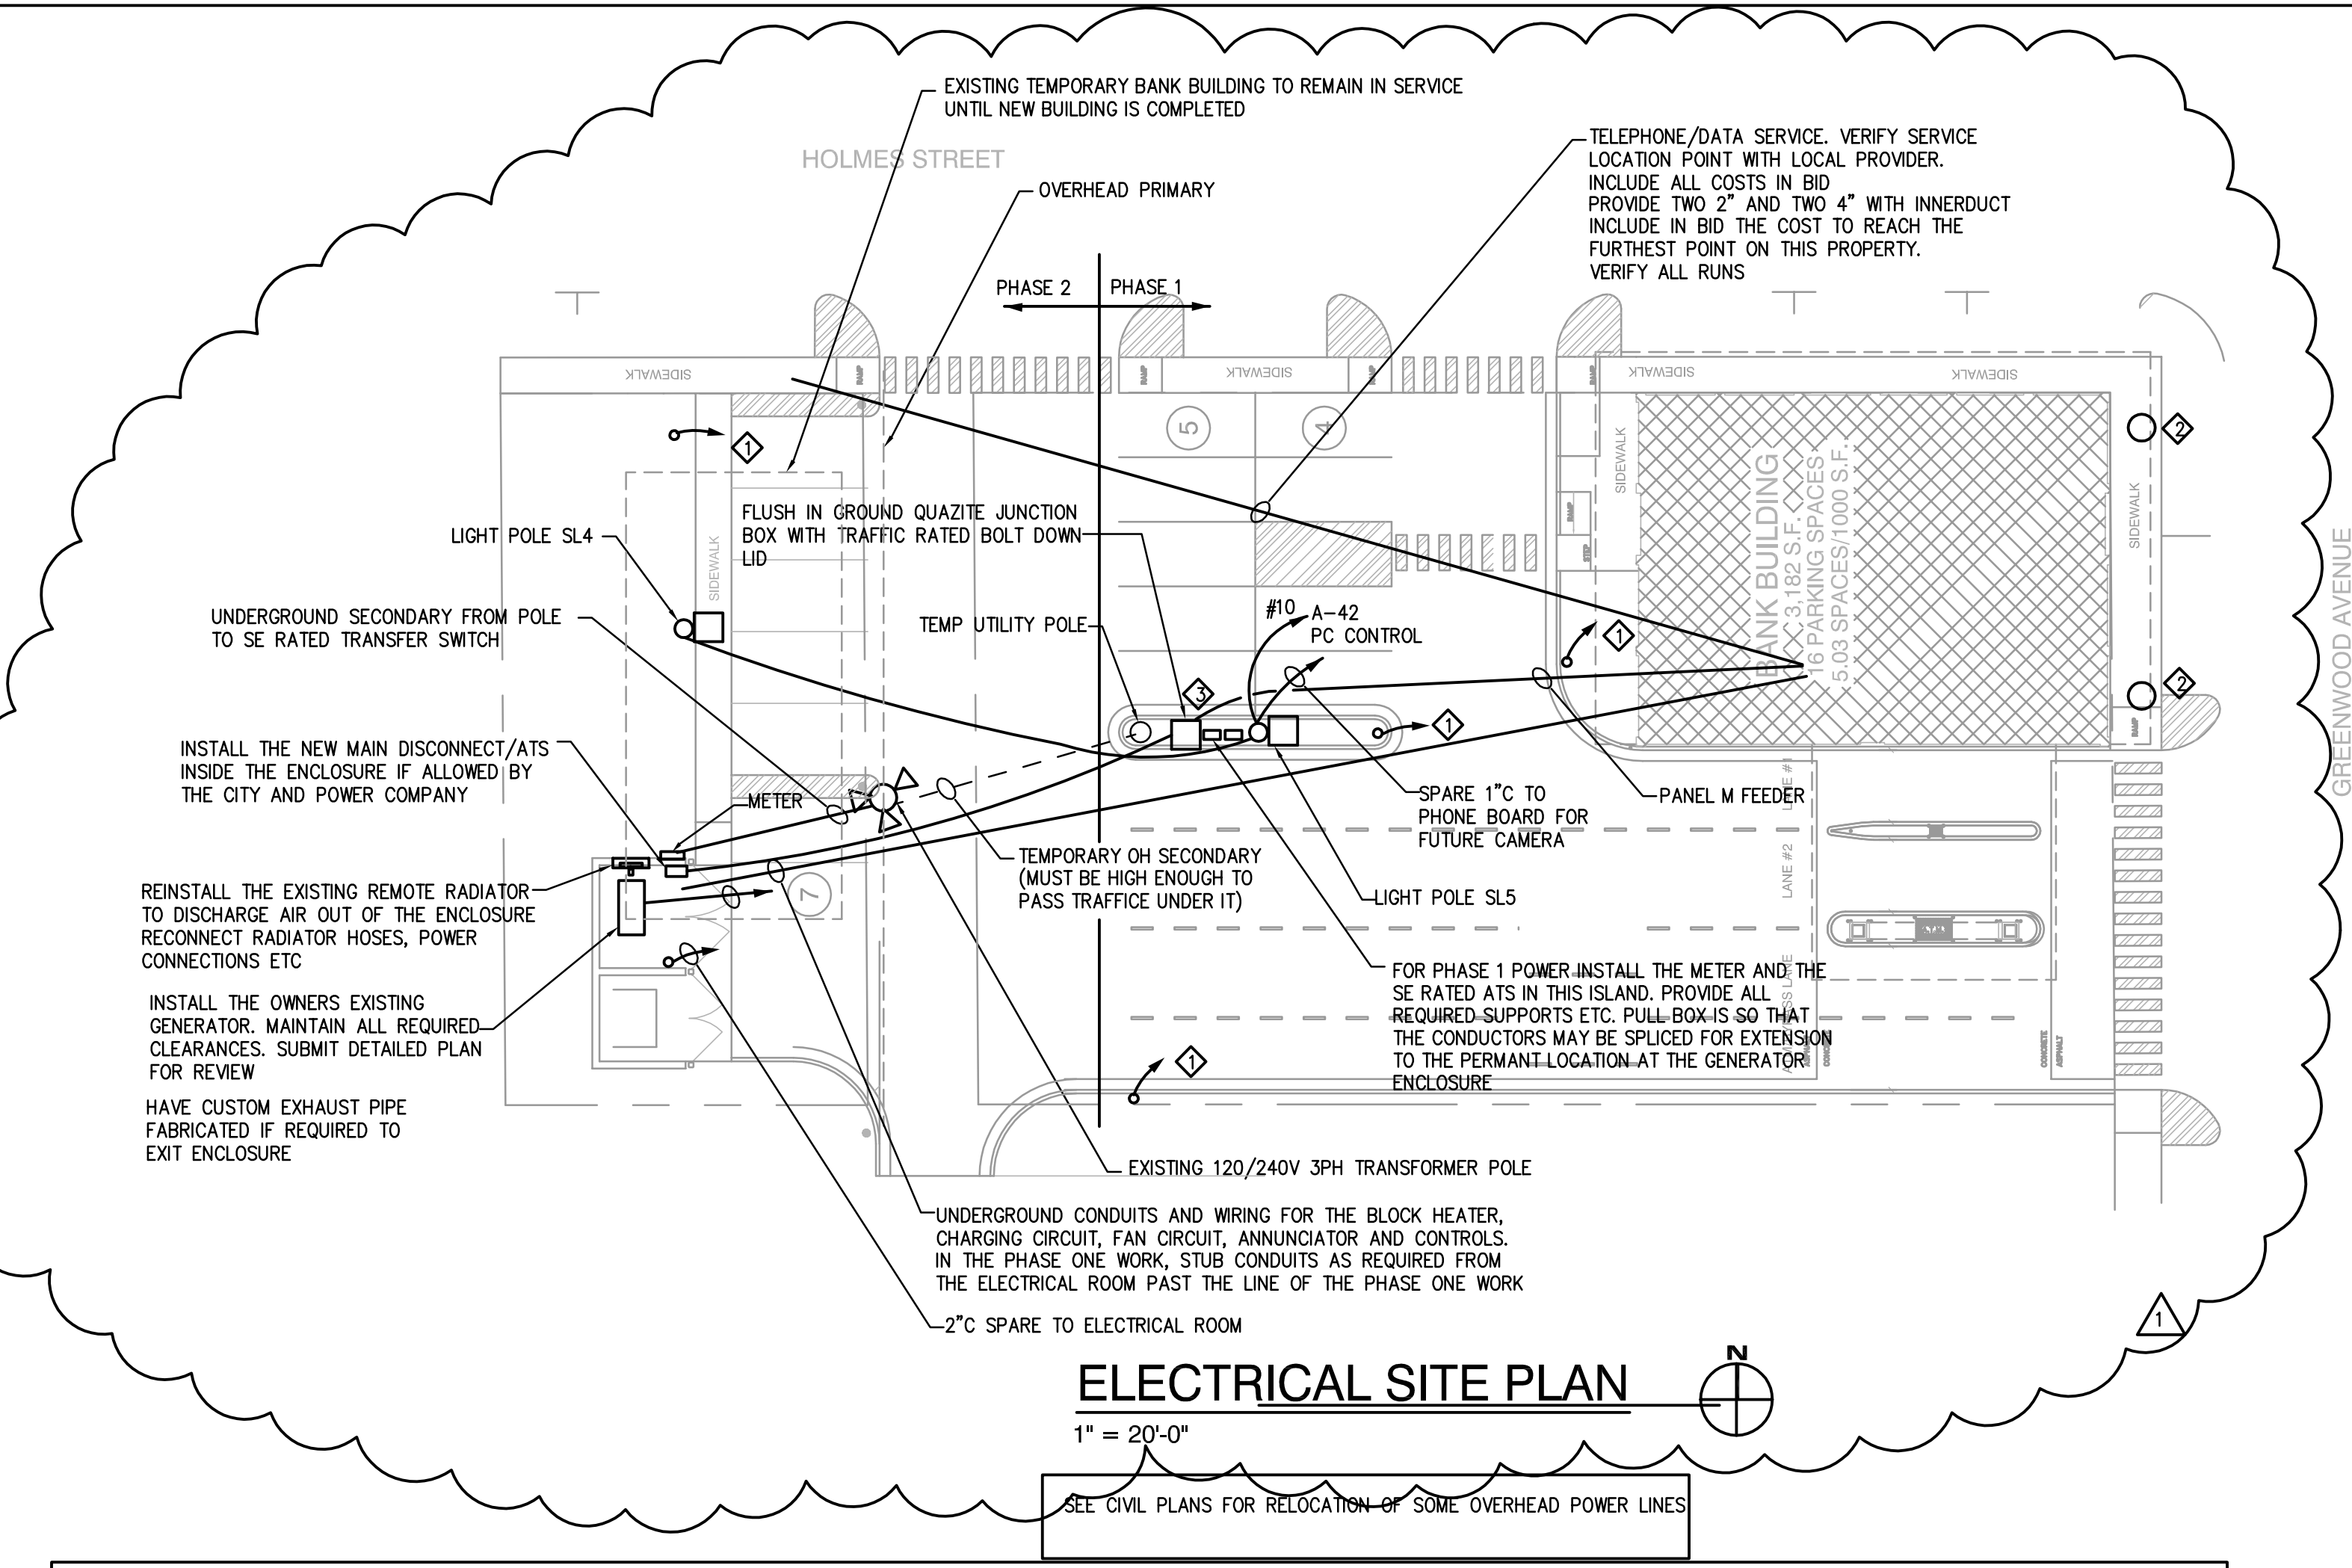 EXISTING TEMPORARY BANK BUILDING TO REMAIN IN SERVICE
UNTIL NEW BUILDING IS COMPLETED
HOLMES STREET
OVERHEAD PRIMARY
TELEPHONE/DATA SERVICE. VERIFY SERVICE
LOCATION POINT WITH LOCAL PROVIDER.
INCLUDE ALL COSTS IN BID
PROVIDE TWO 2" AND TWO 4" WITH INNERDUCT
INCLUDE IN BID THE COST TO REACH THE
FURTHEST POINT ON THIS PROPERTY.
VERIFY ALL RUNS
PHASE 2
PHASE 1
SIDEWALK
RAMP
RAMP
SIDEWALK
RAMP
RAMP
SIDEWALK
SIDEWALK
5
4
1
2
SIDEWALK
SIDEWALK
RAMP
STEP
BANK BUILDING
3,182 S.F.
16 PARKING SPACES
5.03 SPACES/1000 S.F.
GREENWOOD AVENUE
FLUSH IN GROUND QUAZITE JUNCTION
BOX WITH TRAFFIC RATED BOLT DOWN
LID
LIGHT POLE SL4
SIDEWALK
UNDERGROUND SECONDARY FROM POLE
TO SE RATED TRANSFER SWITCH
TEMP UTILITY POLE
#10
A-42
PC CONTROL
1
3
1
2
RAMP
INSTALL THE NEW MAIN DISCONNECT/ATS
INSIDE THE ENCLOSURE IF ALLOWED BY
THE CITY AND POWER COMPANY
METER
SPARE 1"C TO
PHONE BOARD FOR
FUTURE CAMERA
PANEL M FEEDER
LANE #1
TEMPORARY OH SECONDARY
(MUST BE HIGH ENOUGH TO
PASS TRAFFICE UNDER IT)
LANE #2
LIGHT POLE SL5
7
REINSTALL THE EXISTING REMOTE RADIATOR
TO DISCHARGE AIR OUT OF THE ENCLOSURE
RECONNECT RADIATOR HOSES, POWER
CONNECTIONS ETC
FOR PHASE 1 POWER INSTALL THE METER AND THE
SE RATED ATS IN THIS ISLAND. PROVIDE ALL
REQUIRED SUPPORTS ETC. PULL BOX IS SO THAT
THE CONDUCTORS MAY BE SPLICED FOR EXTENSION
TO THE PERMANT LOCATION AT THE GENERATOR
ENCLOSURE
ASPHALT
CONCRETE
ASPHALT
INSTALL THE OWNERS EXISTING
GENERATOR. MAINTAIN ALL REQUIRED
CLEARANCES. SUBMIT DETAILED PLAN
FOR REVIEW
1
HAVE CUSTOM EXHAUST PIPE
FABRICATED IF REQUIRED TO
EXIT ENCLOSURE
EXISTING 120/240V 3PH TRANSFORMER POLE
UNDERGROUND CONDUITS AND WIRING FOR THE BLOCK HEATER,
CHARGING CIRCUIT, FAN CIRCUIT, ANNUNCIATOR AND CONTROLS.
IN THE PHASE ONE WORK, STUB CONDUITS AS REQUIRED FROM
THE ELECTRICAL ROOM PAST THE LINE OF THE PHASE ONE WORK
2"C SPARE TO ELECTRICAL ROOM
1
ELECTRICAL SITE PLAN
N
1" = 20'-0"
SEE CIVIL PLANS FOR RELOCATION OF SOME OVERHEAD POWER LINES